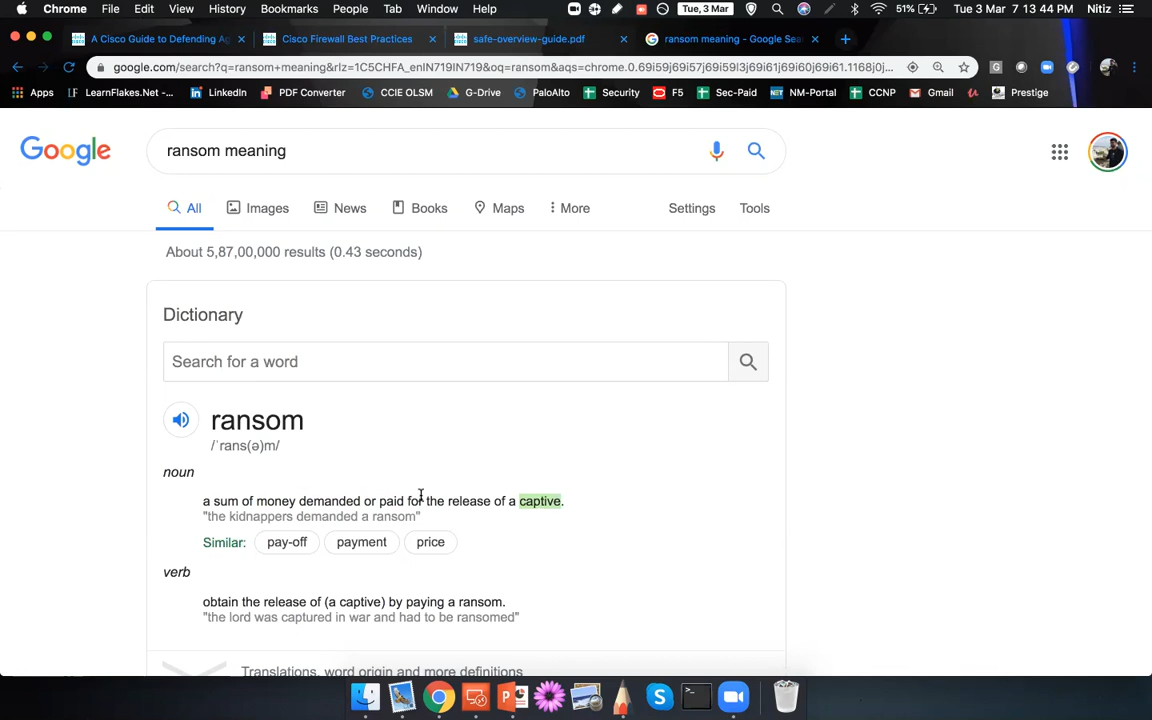 Chrome File Edit View History Bookmarks People Tab Window Help Tue, 3 Mar 51% Tue 3 Mar 7 13 44 PM Nitiz
A Cisco Guide to Defending Ag × Cisco Firewall Best Practices × safe-overview-guide.pdf × ransom meaning - Google Sea ×
google.com/search?q=ransom+meaning&rlz=1C5CHFA_enIN719IN719&oq=ransom&aqs=chrome.0.69i59j69i57j69i59l3j69i61j69i60j69i61.1168j0j...
Apps LearnFlakes.Net -... LinkedIn PDF Converter CCIE OLSM G-Drive PaloAlto Security F5 Sec-Paid NM-Portal CCNP Gmail Prestige
Google ransom meaning
All Images News Books Maps More Settings Tools
About 5,87,00,000 results (0.43 seconds)
Dictionary
Search for a word
ransom
/ˈrans(ə)m/
noun
a sum of money demanded or paid for the release of a captive.
"the kidnappers demanded a ransom"
Similar: pay-off payment price
verb
obtain the release of (a captive) by paying a ransom.
"the lord was captured in war and had to be ransomed"
Translations, word origin and more definitions